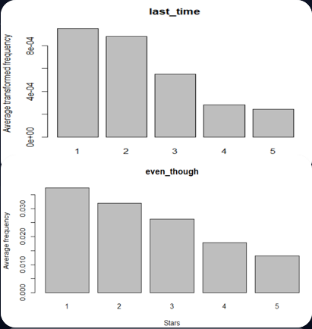 last_time
Average transformed frequency
8e-04
4e-04
0e+00
1 2 3 4 5
even_though
Average frequency
0.030
0.020
0.010
0.000
1 2 3 4 5
Stars